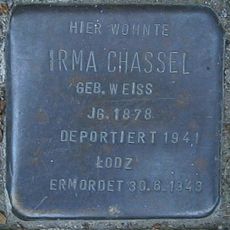 HIER WOHNTE
IRMA CHASSEL
GEB. WEISS
JG. 1878
DEPORTIERT 1941
ŁODZ
ERMORDET 30.6.1943